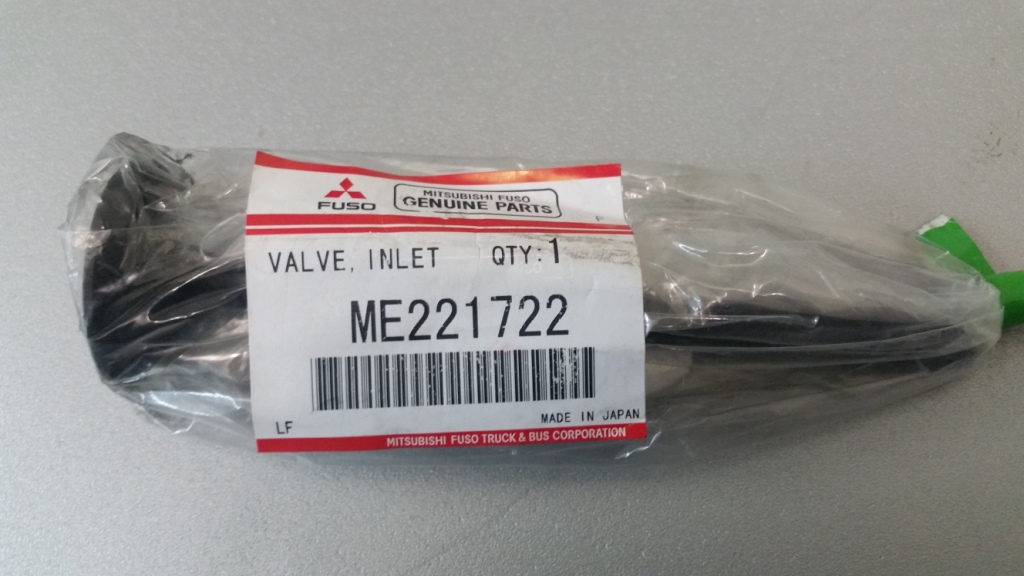 FUSO
MITSUBISHI FUSO
GENUINE PARTS
F
VALVE, INLET QTY:1
ME221722
LF
MADE IN JAPAN
MITSUBISHI FUSO TRUCK & BUS CORPORATION